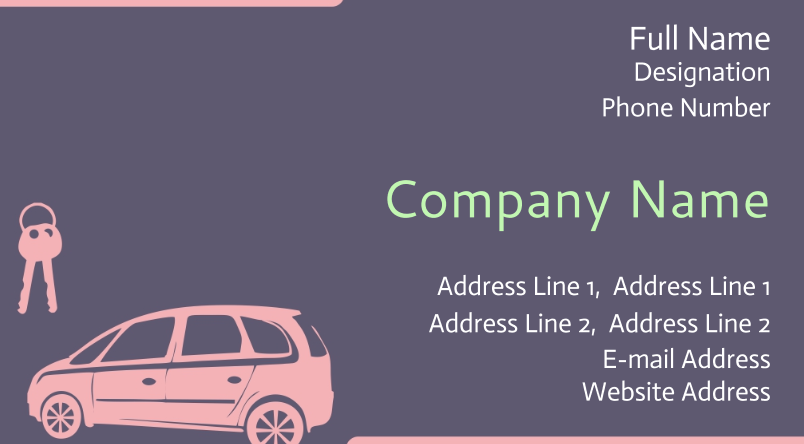 Full Name
Designation
Phone Number
Company Name
Address Line 1,  Address Line 1
Address Line 2,  Address Line 2
E-mail Address
Website Address